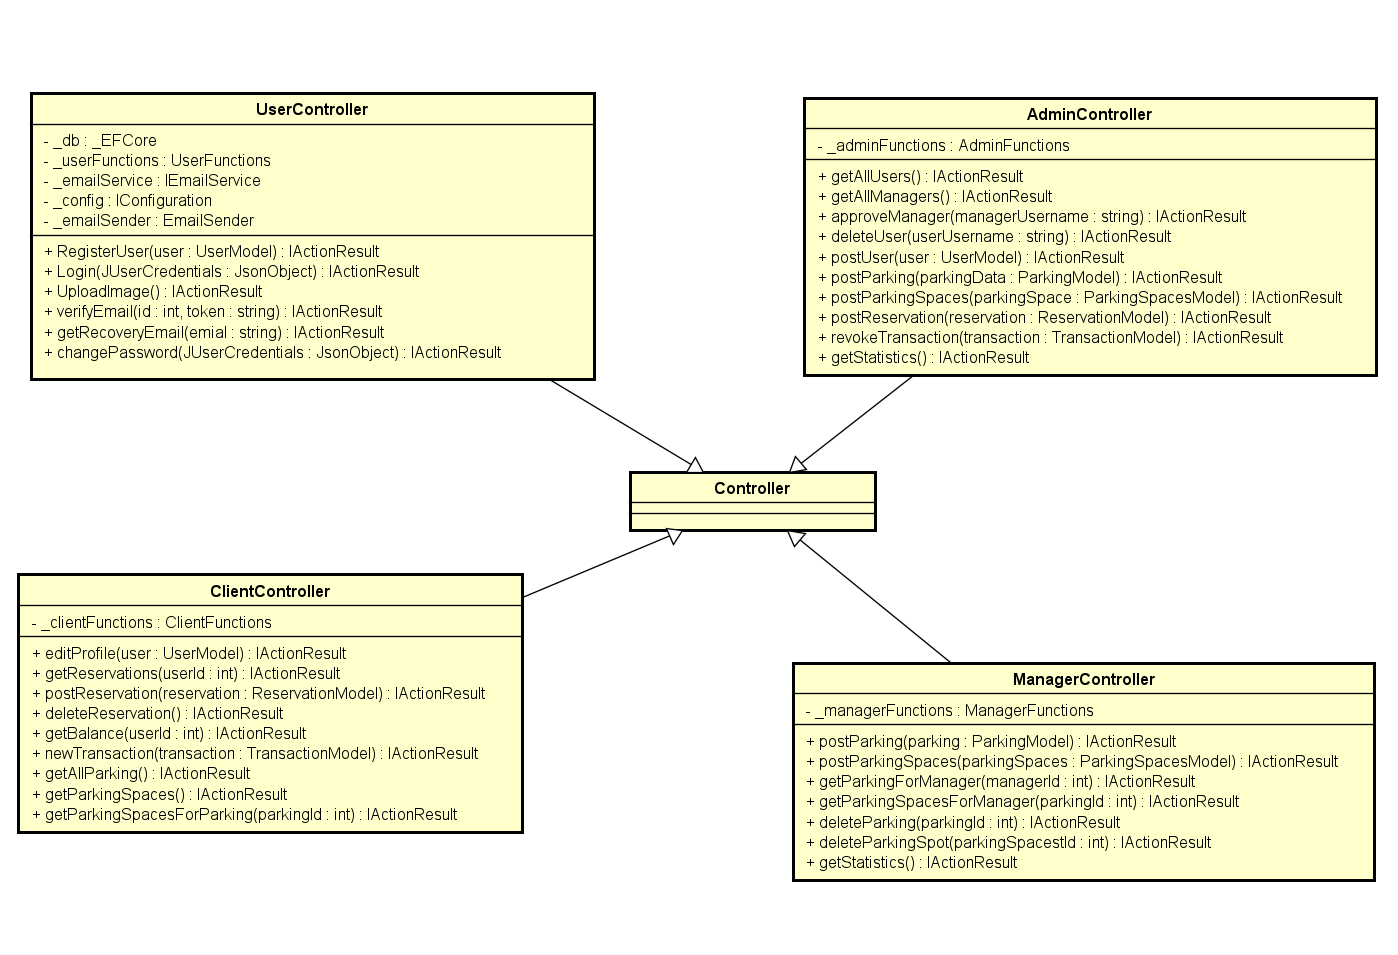 UserController
- _db : _EFCore
- _userFunctions : UserFunctions
- _emailService : IEmailService
- _config : IConfiguration
- _emailSender : EmailSender
+ RegisterUser(user : UserModel) : IActionResult
+ Login(JUserCredentials : JsonObject) : IActionResult
+ UploadImage() : IActionResult
+ verifyEmail(id : int, token : string) : IActionResult
+ getRecoveryEmail(emial : string) : IActionResult
+ changePassword(JUserCredentials : JsonObject) : IActionResult
AdminController
- _adminFunctions : AdminFunctions
+ getAllUsers() : IActionResult
+ getAllManagers() : IActionResult
+ approveManager(managerUsername : string) : IActionResult
+ deleteUser(userUsername : string) : IActionResult
+ postUser(user : UserModel) : IActionResult
+ postParking(parkingData : ParkingModel) : IActionResult
+ postParkingSpaces(parkingSpace : ParkingSpacesModel) : IActionResult
+ postReservation(reservation : ReservationModel) : IActionResult
+ revokeTransaction(transaction : TransactionModel) : IActionResult
+ getStatistics() : IActionResult
Controller
ClientController
- _clientFunctions : ClientFunctions
+ editProfile(user : UserModel) : IActionResult
+ getReservations(userId : int) : IActionResult
+ postReservation(reservation : ReservationModel) : IActionResult
+ deleteReservation() : IActionResult
+ getBalance(userId : int) : IActionResult
+ newTransaction(transaction : TransactionModel) : IActionResult
+ getAllParking() : IActionResult
+ getParkingSpaces() : IActionResult
+ getParkingSpacesForParking(parkingId : int) : IActionResult
ManagerController
- _managerFunctions : ManagerFunctions
+ postParking(parking : ParkingModel) : IActionResult
+ postParkingSpaces(parkingSpaces : ParkingSpacesModel) : IActionResult
+ getParkingForManager(managerId : int) : IActionResult
+ getParkingSpacesForManager(parkingId : int) : IActionResult
+ deleteParking(parkingId : int) : IActionResult
+ deleteParkingSpot(parkingSpacestId : int) : IActionResult
+ getStatistics() : IActionResult